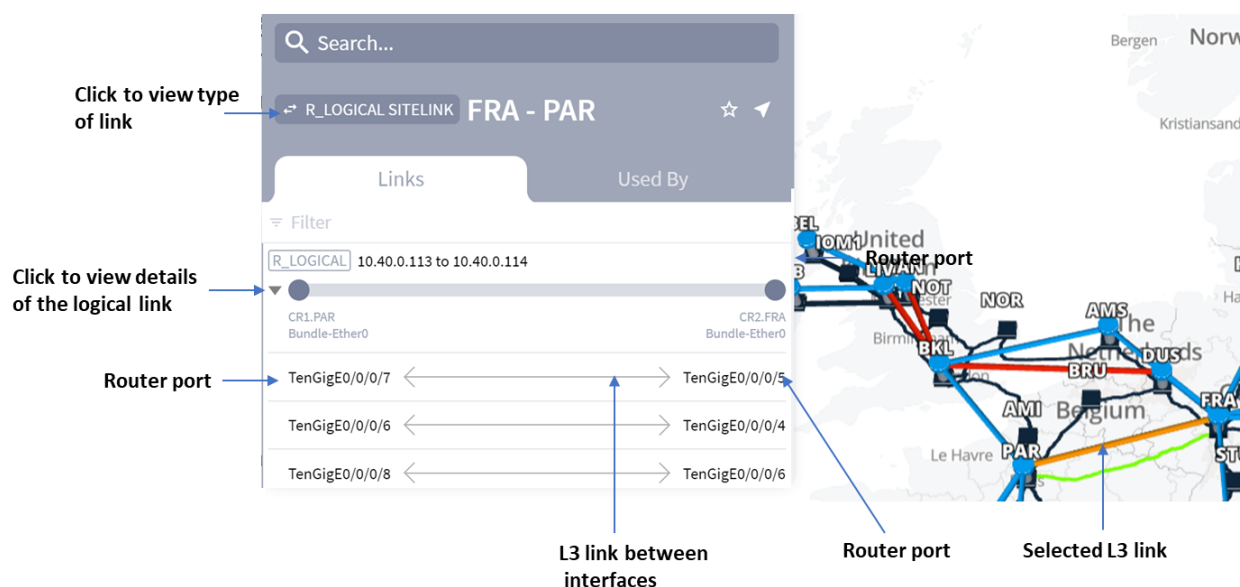 Search...
Click to view type
of link
R_LOGICAL SITELINK
FRA - PAR
Links
Used By
Filter
R_LOGICAL
10.40.0.113 to 10.40.0.114
Click to view details
of the logical link
CR1.PAR
Bundle-Ether0
CR2.FRA
Bundle-Ether0
Router port
TenGigE0/0/0/7
TenGigE0/0/0/5
TenGigE0/0/0/6
TenGigE0/0/0/4
TenGigE0/0/0/8
TenGigE0/0/0/6
L3 link between
interfaces
Router port
Selected L3 link
Bergen
Norw
Kristiansand
BEL
IOM1
United
Router port
NOT
NOR
AMS
The
Netherlands
BKL
DUS
BRU
FRA
AMI
Belgium
Le Havre
PAR